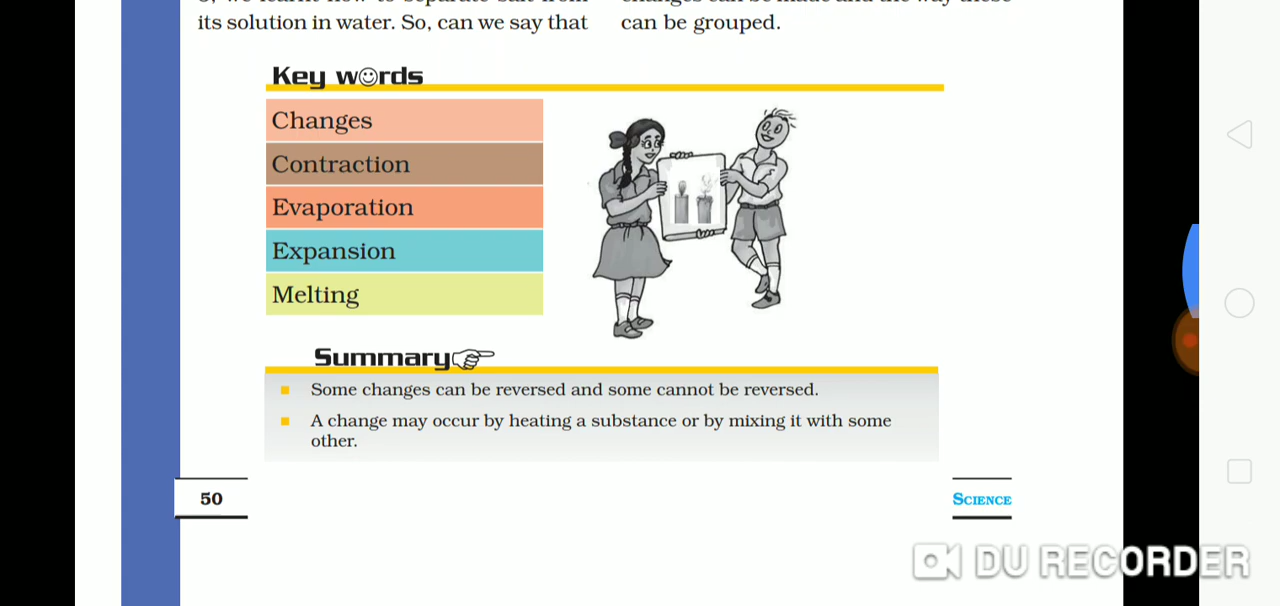 its solution in water. So, can we say that
can be grouped.
Key words
Changes
Contraction
Evaporation
Expansion
Melting
Summary
Some changes can be reversed and some cannot be reversed.
A change may occur by heating a substance or by mixing it with some
other.
50
SCIENCE
DU RECORDER